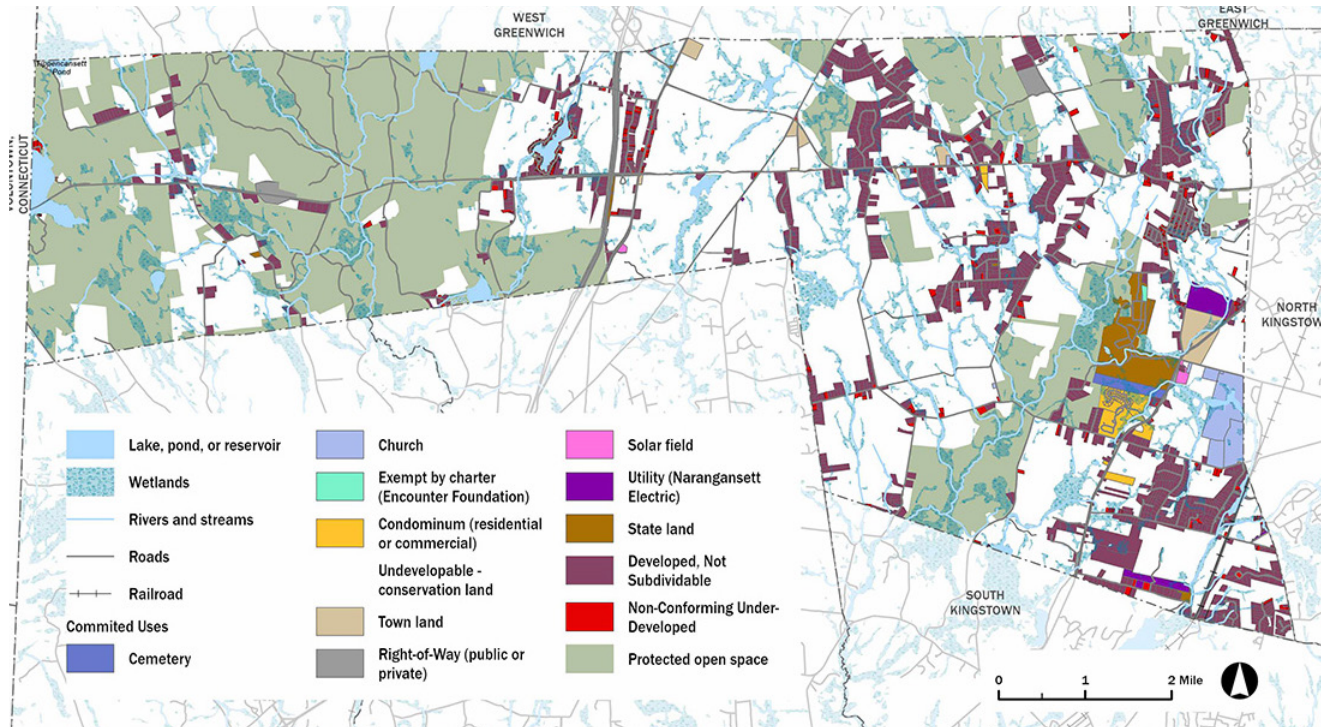 WEST
GREENWICH
EAST
GREENWICH
Pond
CONNECTICUT
NORTH
KINGSTOWN
SOUTH
KINGSTOWN
Lake, pond, or reservoir
Wetlands
Rivers and streams
Roads
Railroad
Commited Uses
Cemetery
Church
Exempt by charter
(Encounter Foundation)
Condominum (residential
or commercial)
Undevelopable -
conservation land
Town land
Right-of-Way (public or
private)
Solar field
Utility (Narangansett
Electric)
State land
Developed, Not
Subdividable
Non-Conforming Under-
Developed
Protected open space
0 1 2 Mile